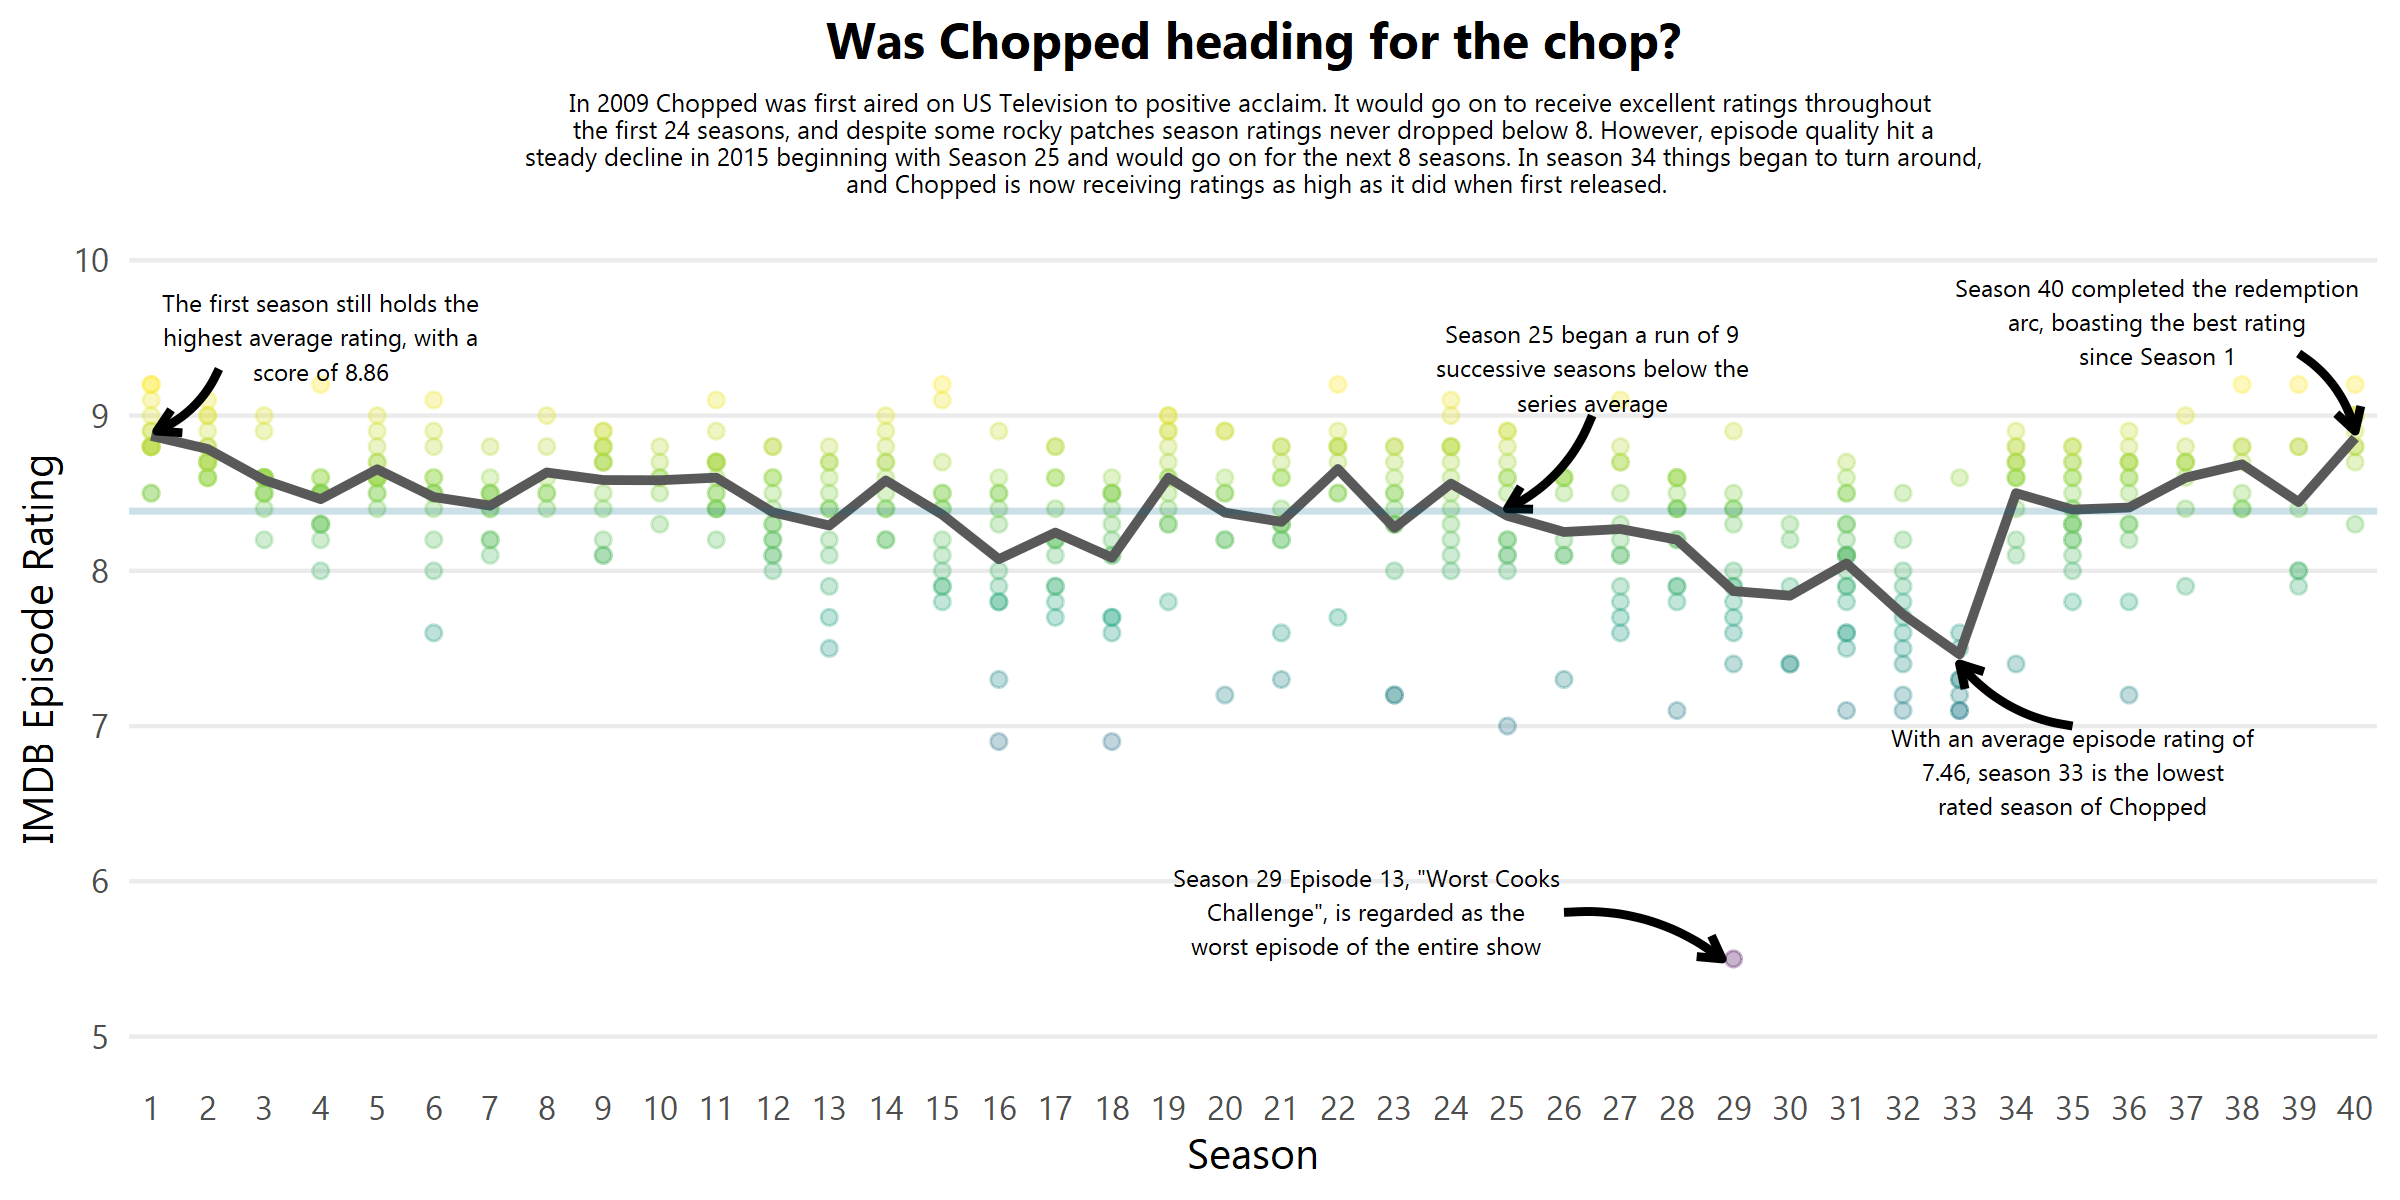 Was Chopped heading for the chop?
In 2009 Chopped was first aired on US Television to positive acclaim. It would go on to receive excellent ratings throughout
the first 24 seasons, and despite some rocky patches season ratings never dropped below 8. However, episode quality hit a
steady decline in 2015 beginning with Season 25 and would go on for the next 8 seasons. In season 34 things began to turn around,
and Chopped is now receiving ratings as high as it did when first released.
10
9
8
7
6
5
IMDB Episode Rating
The first season still holds the
highest average rating, with a
score of 8.86
Season 25 began a run of 9
successive seasons below the
series average
Season 40 completed the redemption
arc, boasting the best rating
since Season 1
With an average episode rating of
7.46, season 33 is the lowest
rated season of Chopped
Season 29 Episode 13, "Worst Cooks
Challenge", is regarded as the
worst episode of the entire show
1 2 3 4 5 6 7 8 9 10 11 12 13 14 15 16 17 18 19 20 21 22 23 24 25 26 27 28 29 30 31 32 33 34 35 36 37 38 39 40
Season